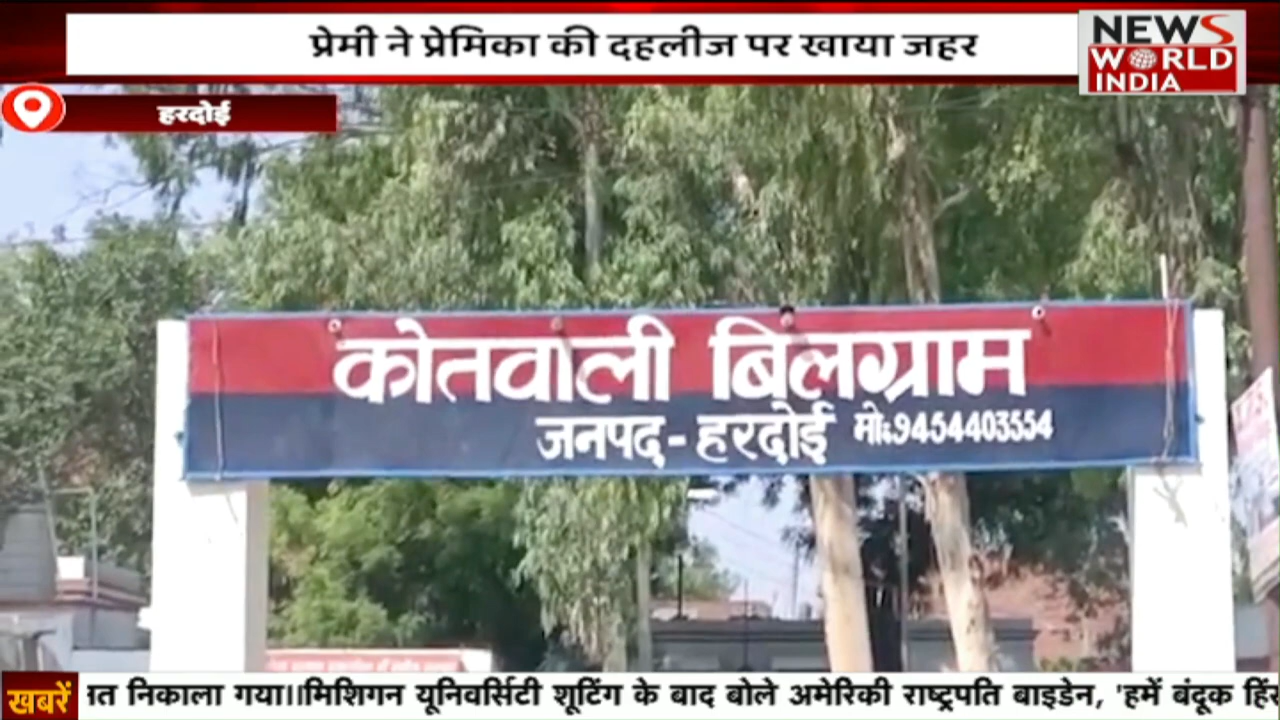 प्रेमी ने प्रेमिका की दहलीज पर खाया जहर
NEWS
WORLD
INDIA
हरदोई
कोतवाली बिलग्राम
जनपद-हरदोई मो:9454403554
खबरें
निकाला गया।।मिशिगन यूनिवर्सिटी शूटिंग के बाद बोले अमेरिकी राष्ट्रपति बाइडेन, 'हमें बंदूक